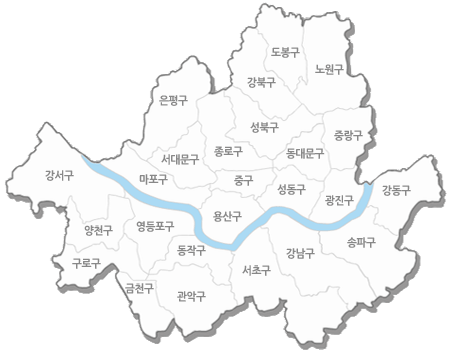 도봉구
노원구
강북구
은평구
성북구
중랑구
종로구
동대문구
서대문구
강서구
마포구
중구
성동구
강동구
광진구
용산구
양천구
영등포구
송파구
동작구
강남구
구로구
서초구
금천구
관악구